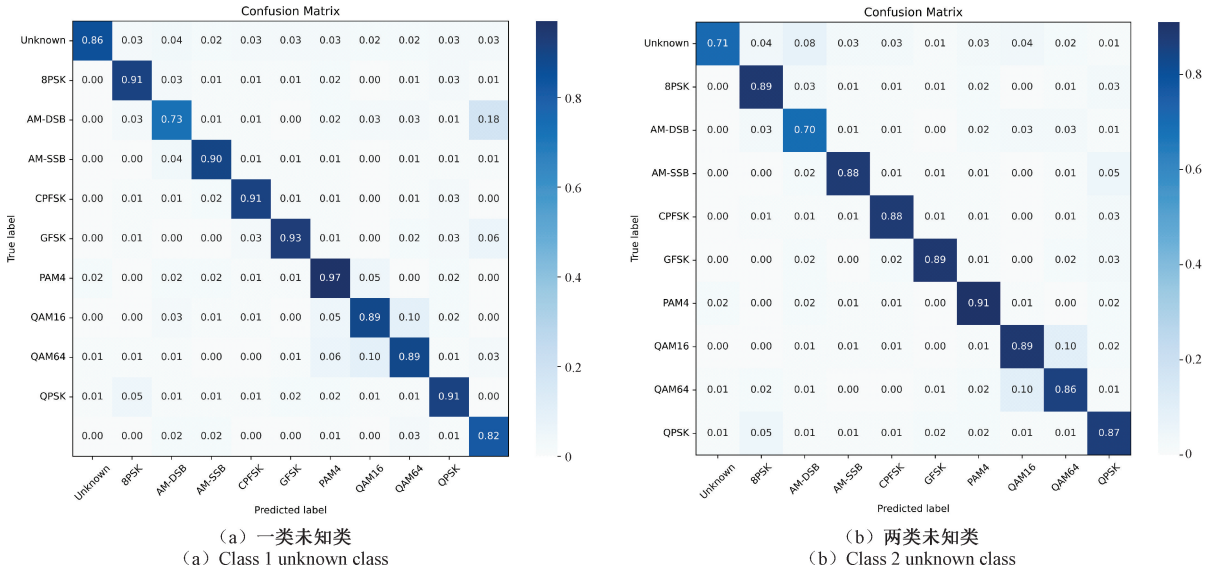 Confusion Matrix
True label
Unknown 0.86 0.03 0.04 0.02 0.03 0.03 0.03 0.02 0.02 0.03 0.03
8PSK 0.00 0.91 0.03 0.01 0.01 0.01 0.02 0.00 0.01 0.03 0.01
AM-DSB 0.00 0.03 0.73 0.01 0.01 0.00 0.02 0.03 0.03 0.01 0.18
AM-SSB 0.00 0.00 0.04 0.90 0.01 0.01 0.01 0.01 0.01 0.01 0.01
CPFSK 0.00 0.01 0.01 0.02 0.91 0.01 0.01 0.00 0.01 0.03 0.00
GFSK 0.00 0.01 0.00 0.00 0.03 0.93 0.01 0.00 0.02 0.03 0.06
PAM4 0.02 0.00 0.02 0.02 0.01 0.01 0.97 0.05 0.00 0.02 0.00
QAM16 0.00 0.00 0.03 0.01 0.01 0.00 0.05 0.89 0.10 0.02 0.00
QAM64 0.01 0.01 0.01 0.00 0.00 0.01 0.06 0.10 0.89 0.01 0.03
QPSK 0.01 0.05 0.01 0.01 0.01 0.02 0.02 0.01 0.01 0.91 0.00
0.00 0.00 0.02 0.02 0.00 0.01 0.01 0.00 0.03 0.01 0.82
Unknown 8PSK AM-DSB AM-SSB CPFSK GFSK PAM4 QAM16 QAM64 QPSK
Predicted label
0.8
0.6
0.4
0.2
0
(a) 一类未知类
(a) Class 1 unknown class
Confusion Matrix
True label
Unknown 0.71 0.04 0.08 0.03 0.03 0.01 0.03 0.04 0.02 0.01
8PSK 0.00 0.89 0.03 0.01 0.01 0.01 0.02 0.00 0.01 0.03
AM-DSB 0.00 0.03 0.70 0.01 0.01 0.00 0.02 0.03 0.03 0.01
AM-SSB 0.00 0.00 0.02 0.88 0.01 0.01 0.01 0.01 0.01 0.05
CPFSK 0.00 0.01 0.01 0.01 0.88 0.01 0.01 0.00 0.01 0.03
GFSK 0.00 0.00 0.02 0.00 0.02 0.89 0.01 0.00 0.02 0.03
PAM4 0.02 0.00 0.02 0.01 0.01 0.00 0.91 0.01 0.00 0.02
QAM16 0.00 0.00 0.01 0.01 0.01 0.00 0.01 0.89 0.10 0.02
QAM64 0.01 0.02 0.01 0.00 0.00 0.01 0.02 0.10 0.86 0.01
QPSK 0.01 0.05 0.01 0.01 0.01 0.02 0.02 0.01 0.01 0.87
Unknown 8PSK AM-DSB AM-SSB CPFSK GFSK PAM4 QAM16 QAM64 QPSK
Predicted label
0.8
0.6
0.4
0.2
0
(b) 两类未知类
(b) Class 2 unknown class